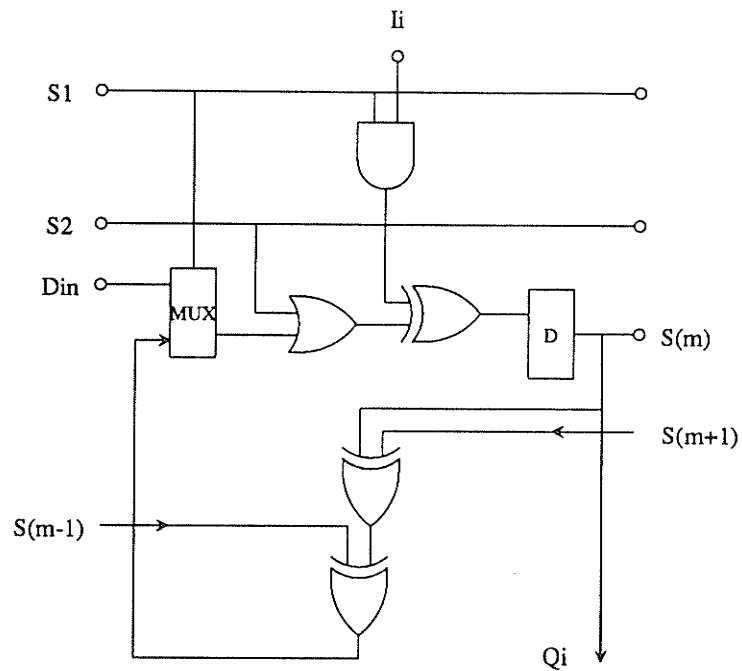 Ii
S1
S2
Din
MUX
D
S(m)
S(m+1)
S(m-1)
Qi